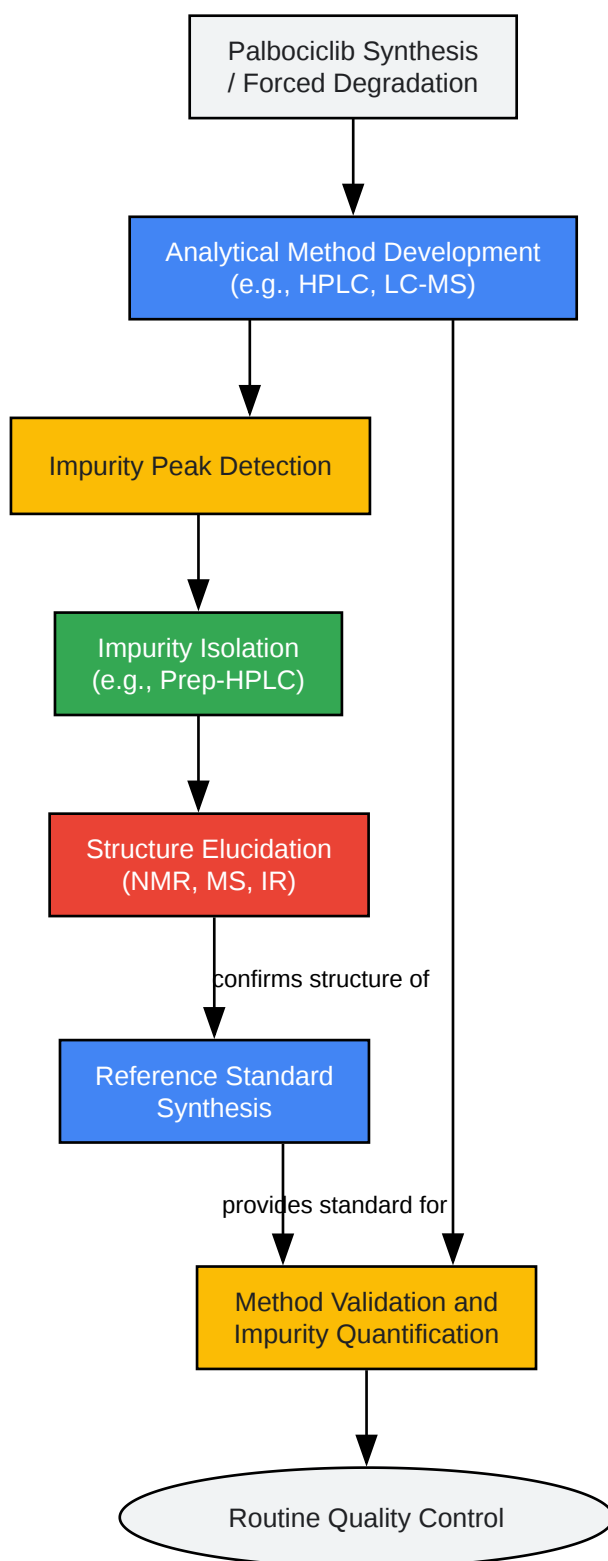 Palbociclib Synthesis
/ Forced Degradation
Analytical Method Development
(e.g., HPLC, LC-MS)
Impurity Peak Detection
Impurity Isolation
(e.g., Prep-HPLC)
Structure Elucidation
(NMR, MS, IR)
confirms structure of
Reference Standard
Synthesis
provides standard for
Method Validation and
Impurity Quantification
Routine Quality Control